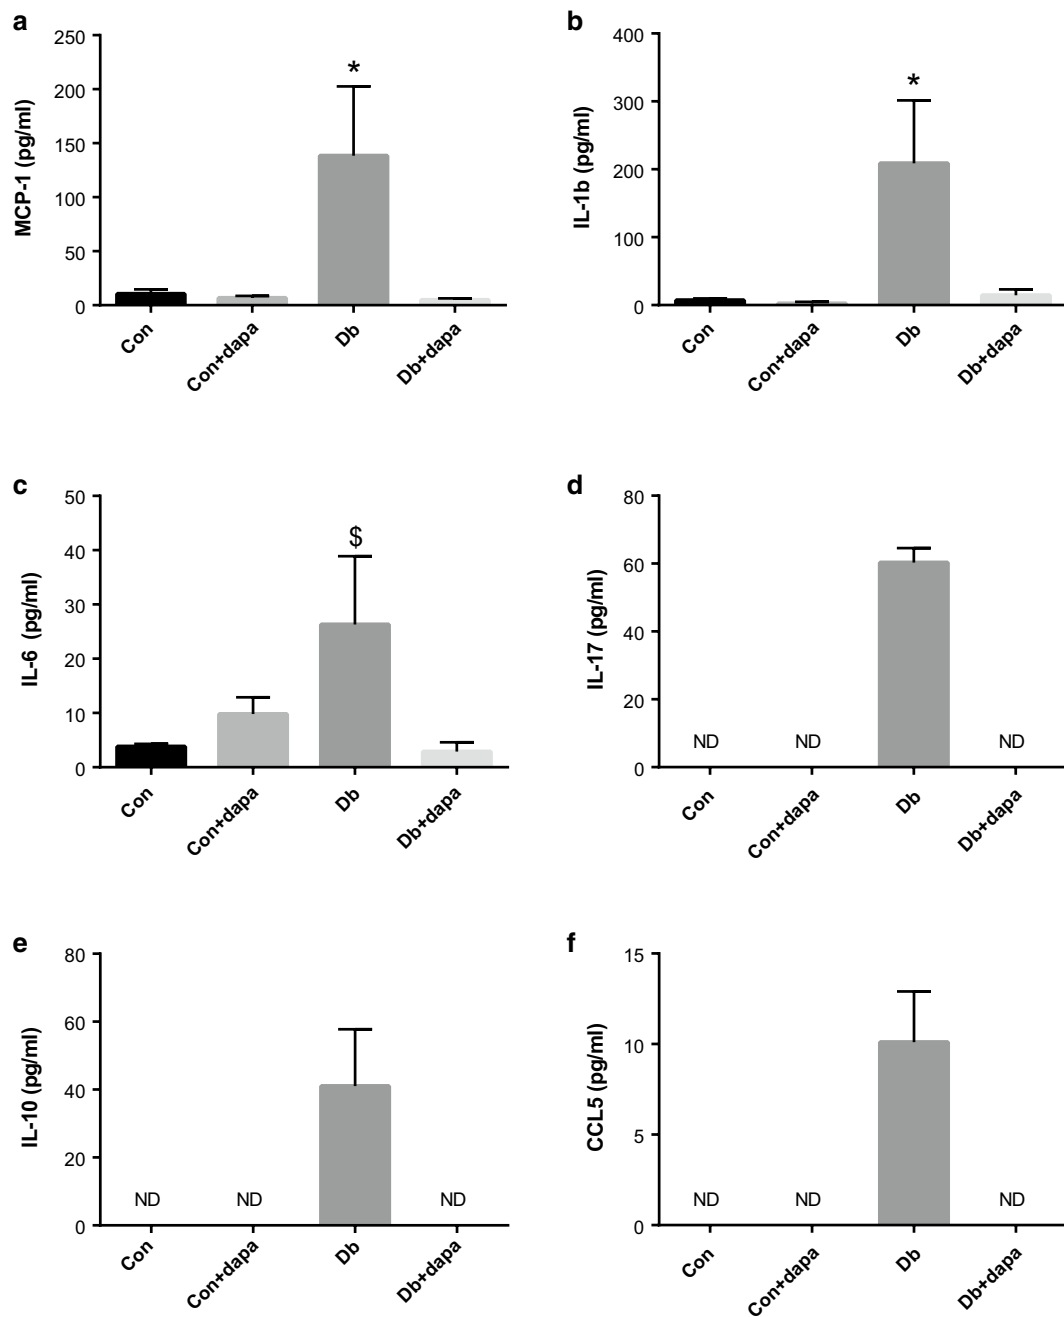 a
MCP-1 (pg/ml)
250
200
150
100
50
0
*
Con
Con+dapa
Db
Db+dapa
b
IL-1b (pg/ml)
400
300
200
100
0
*
Con
Con+dapa
Db
Db+dapa
c
IL-6 (pg/ml)
50
40
30
20
10
0
$
Con
Con+dapa
Db
Db+dapa
d
IL-17 (pg/ml)
80
60
40
20
0
ND
ND
ND
Con
Con+dapa
Db
Db+dapa
e
IL-10 (pg/ml)
80
60
40
20
0
ND
ND
ND
Con
Con+dapa
Db
Db+dapa
f
CCL5 (pg/ml)
15
10
5
0
ND
ND
ND
Con
Con+dapa
Db
Db+dapa